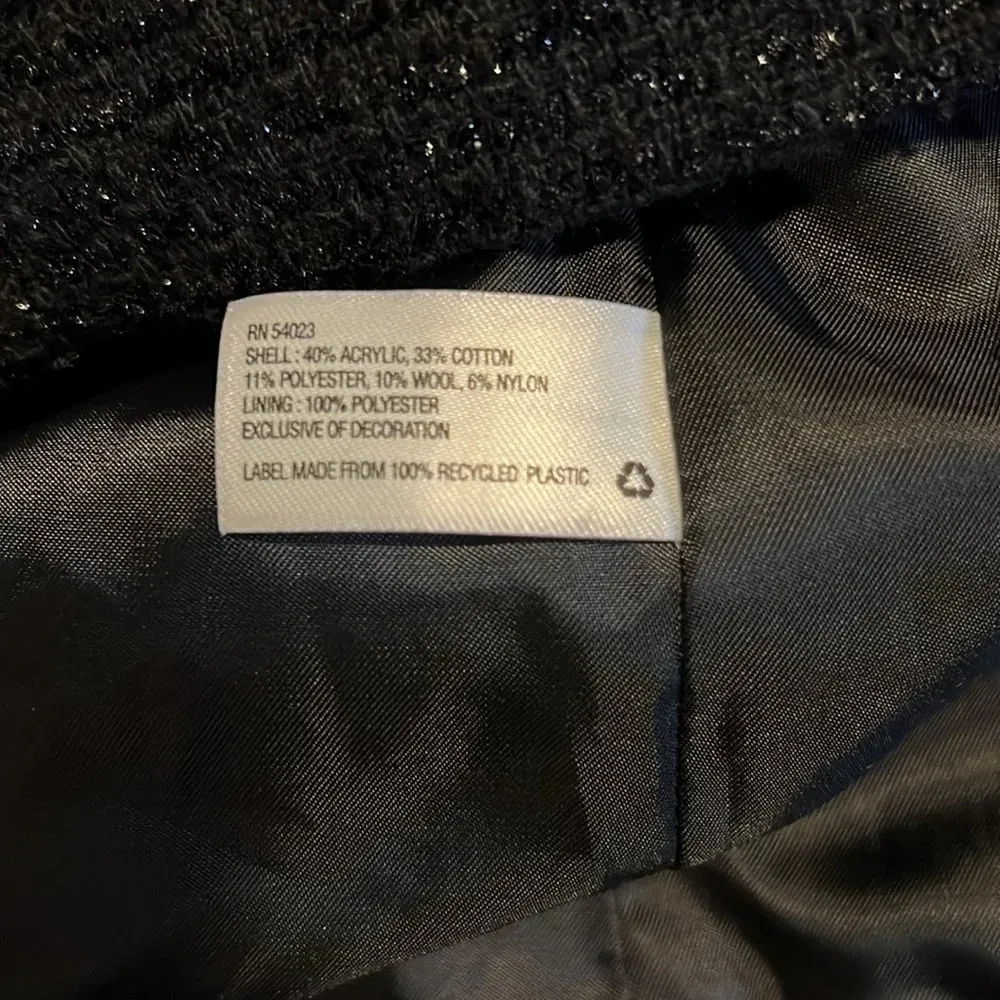 RN 54023
SHELL : 40% ACRYLIC, 33% COTTON
11% POLYESTER, 10% WOOL, 6% NYLON
LINING : 100% POLYESTER
EXCLUSIVE OF DECORATION
LABEL MADE FROM 100% RECYCLED PLASTIC